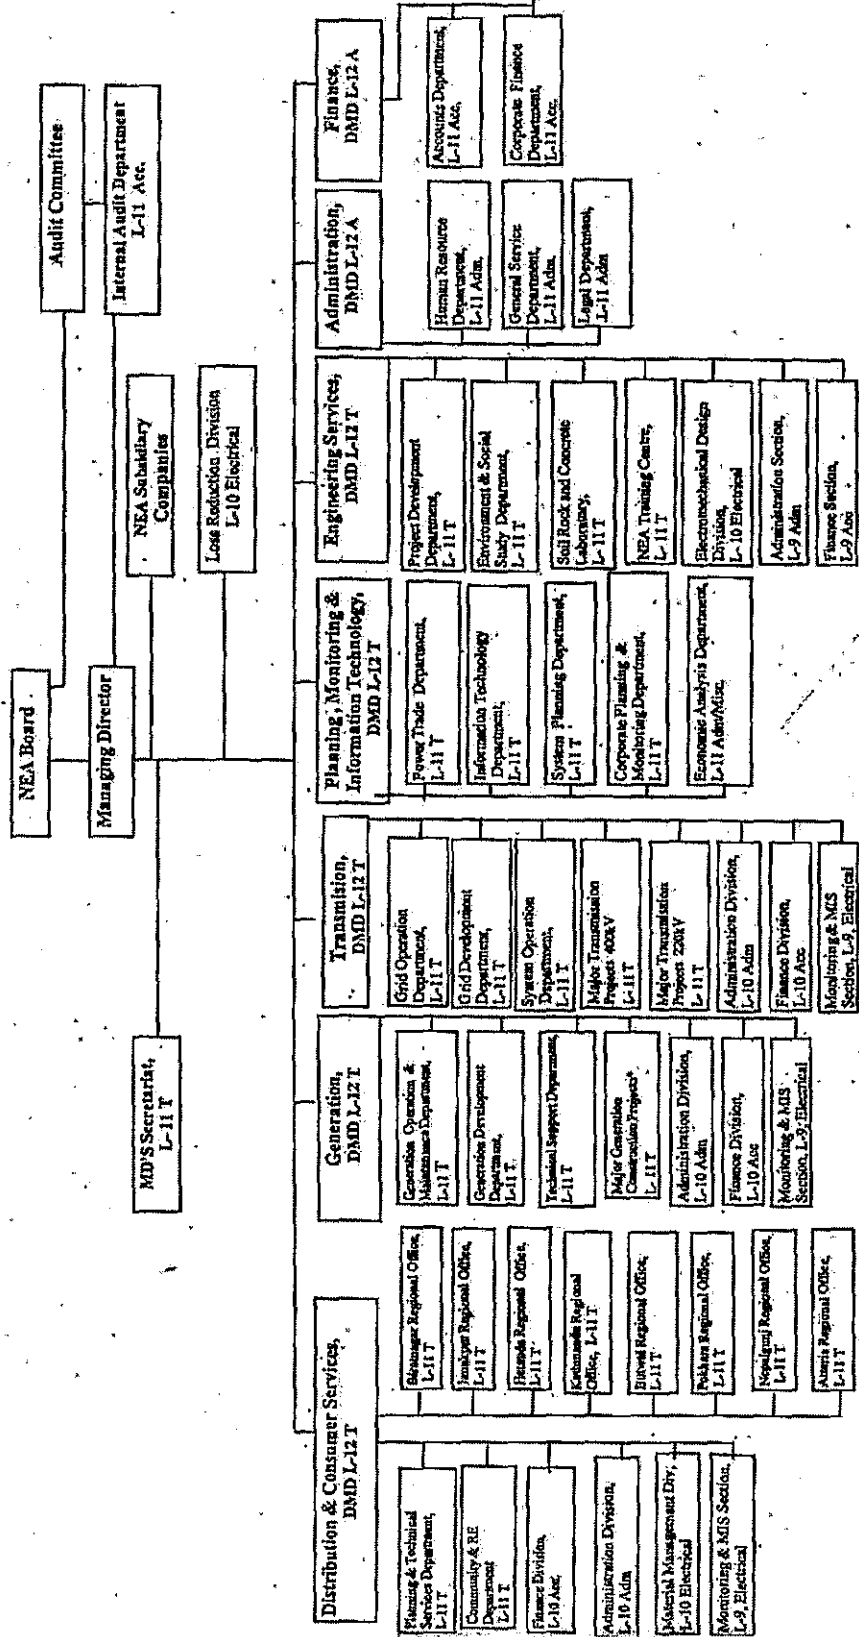 NEA Board
Audit Committee
Managing Director
Internal Audit Department
L-11 Acc.
NEA Subsidiary
Companies
MD'S Secretariat,
L-11 T
Loss Reduction Division
L-10 Electrical
Distribution & Consumer Services,
DMD L-12 T
Planning & Technical
Services Department,
L-11 T
Community & RE
Department
L-11 T
Finance Division,
L-10 Acc,
Administration Division,
L-10 Adm
Material Management Div,
L-10 Electrical
Monitoring & MIS Section,
L-9, Electrical
Biratnagar Regional Office,
L-11 T
Janakpur Regional Office,
L-11 T
Hetauda Regional Office,
L-11 T
Kathmandu Regional
Office, L-11 T
Butwal Regional Office,
L-11 T
Pokhara Regional Office,
L-11 T
Nepalgunj Regional Office,
L-11 T
Attaria Regional Office,
L-11 T
Generation,
DMD L-12 T
Generation Operation &
Maintenance Department,
L-11 T
Generation Development
Department,
L-11 T
Technical Support Department,
L-11 T
Major Generation
Construction Projects*
L-11 T
Administration Division,
L-10 Adm
Finance Division,
L-10 Acc
Monitoring & MIS
Section, L-9, Electrical
Transmision,
DMD L-12 T
Grid Operation
Department,
L-11 T
Grid Development
Department,
L-11 T
System Operation
Department,
L-11 T
Major Transmission
Projects 400kV
L-11 T
Major Transmission
Projects 220kV
L-11 T
Administration Division,
L-10 Adm
Finance Division,
L-10 Acc
Monitoring & MIS
Section, L-9, Electrical
Planning, Monitoring &
Information Technology,
DMD L-12 T
Power Trade Department,
L-11 T
Information Technology
Department,
L-11 T
System Planning Department,
L-11 T
Corporate Planning &
Monitoring Department,
L-11 T
Economic Analysis Department,
L-11 Adm/Misc.
Engineering Services,
DMD L-12 T
Project Development
Department,
L-11 T
Environment & Social
Study Department,
L-11 T
Soil Rock and Concrete
Laboratory,
L-11 T
NEA Training Centre,
L-11 T
Electromechanical Design
Division,
L-10 Electrical
Administration Section,
L-9 Adm
Finance Section,
L-9 Acc
Administration,
DMD L-12 A
Human Resource
Department,
L-11 Adm,
General Service
Department,
L-11 Adm,
Legal Department,
L-11 Adm
Finance,
DMD L-12 A
Accounts Department,
L-11 Acc,
Corporate Finance
Department,
L-11 Acc,